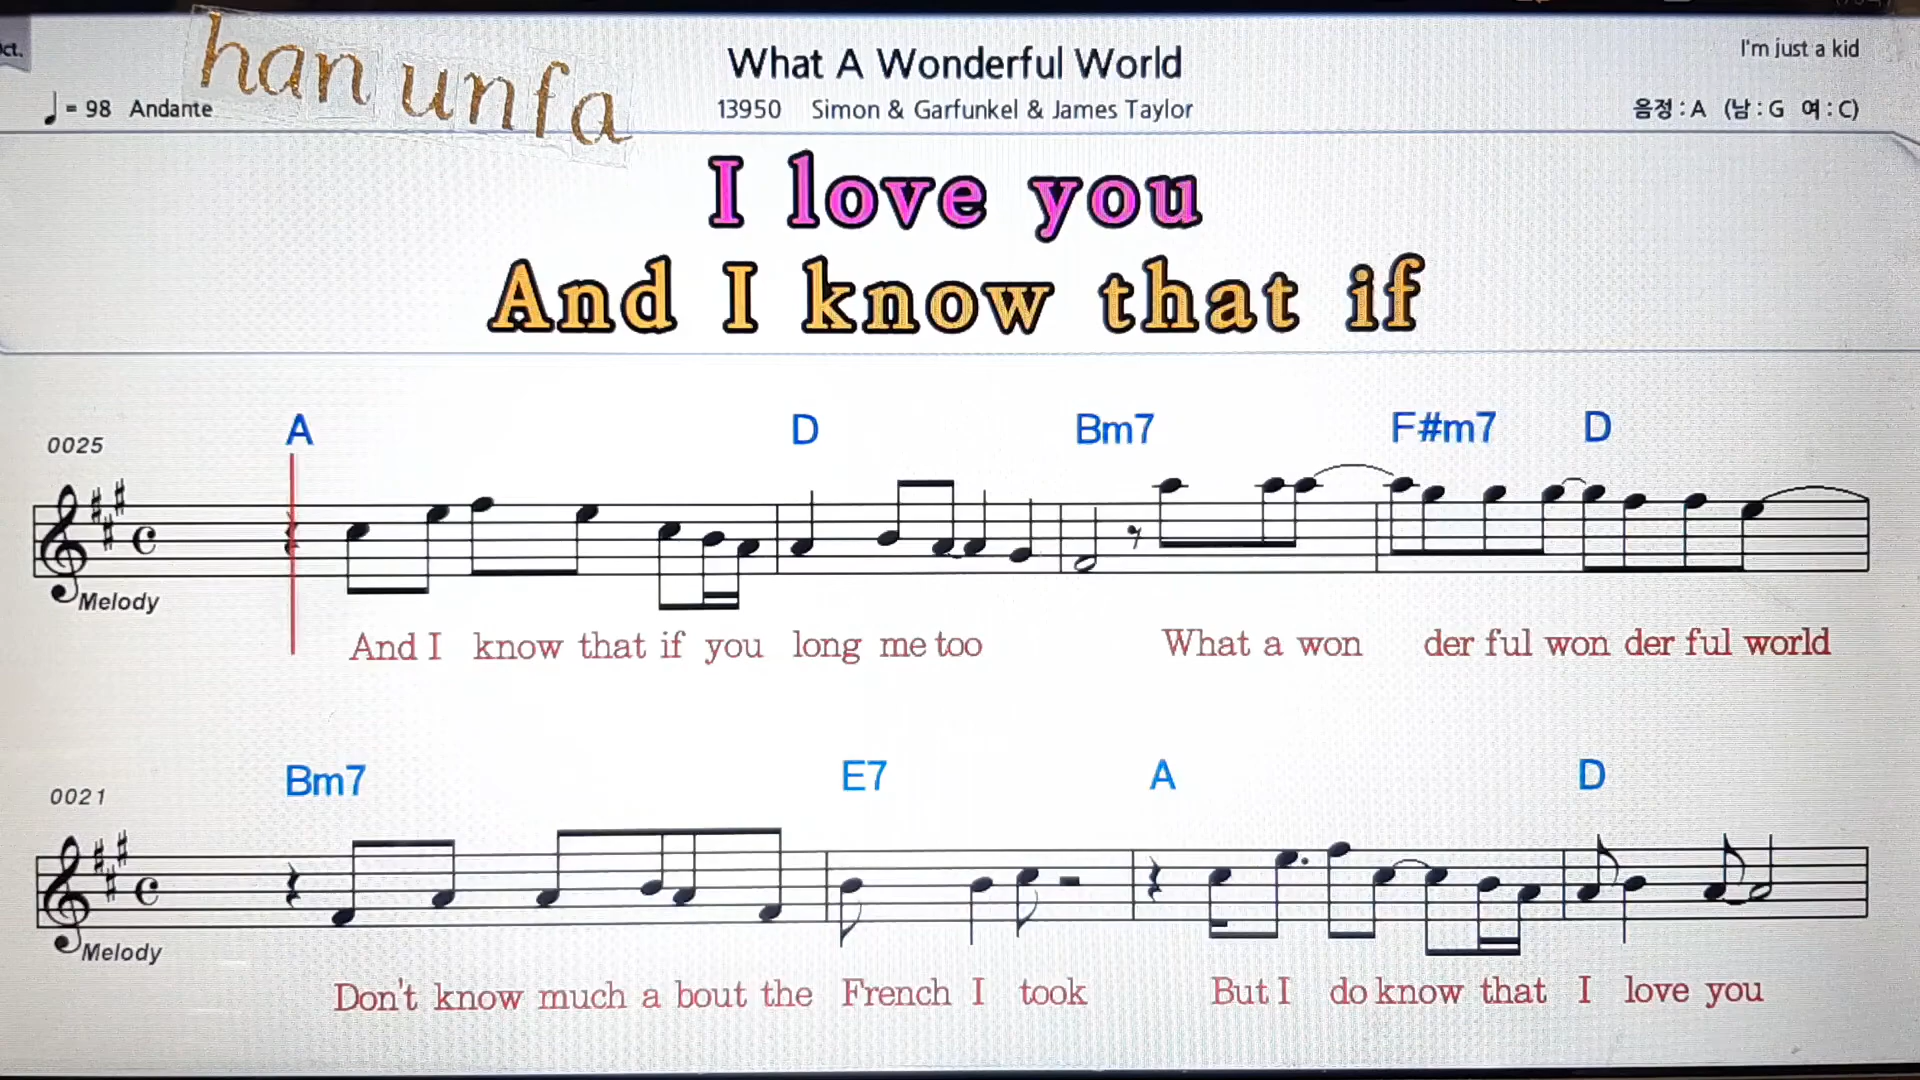 ct.
han unfa
What A Wonderful World
I'm just a kid
= 98 Andante
13950 Simon & Garfunkel & James Taylor
음정 : A (남 : G 여 : C)
I love you
And I know that if
0025
A D Bm7 F#m7 D
Melody
And I know that if you long me too What a won der ful won der ful world
0021
Bm7 E7 A D
Melody
Don't know much a bout the French I took But I do know that I love you